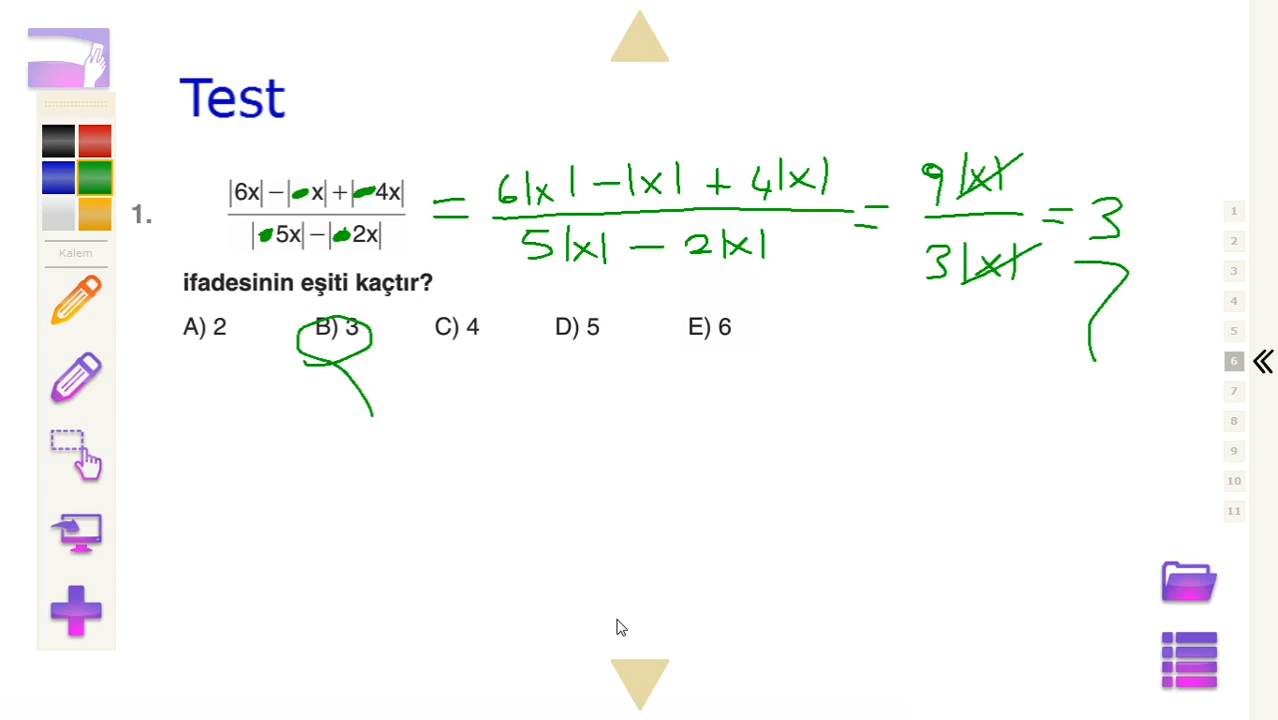 Test
1.
|6x| − | x| + | 4x|
| 5x| − | 2x|
= 6|x| − |x| + 4|x|
5|x| − 2|x|
= 9|x|
3|x|
= 3
ifadesinin eşiti kaçtır?
A) 2 B) 3 C) 4 D) 5 E) 6
Kalem
1
2
3
4
5
6
7
8
9
10
11